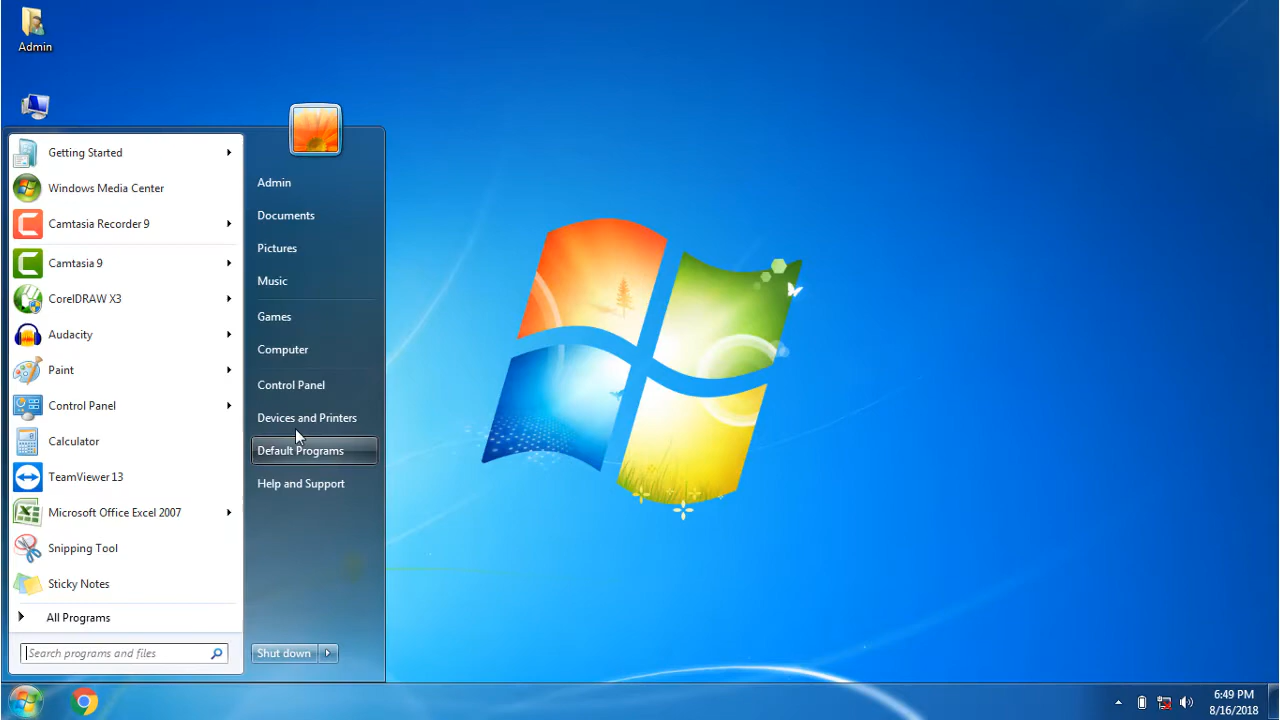 Admin
Getting Started
Windows Media Center
Camtasia Recorder 9
Camtasia 9
CorelDRAW X3
Audacity
Paint
Control Panel
Calculator
TeamViewer 13
Microsoft Office Excel 2007
Snipping Tool
Sticky Notes
All Programs
Search programs and files
Admin
Documents
Pictures
Music
Games
Computer
Control Panel
Devices and Printers
Default Programs
Help and Support
Shut down
6:49 PM
8/16/2018